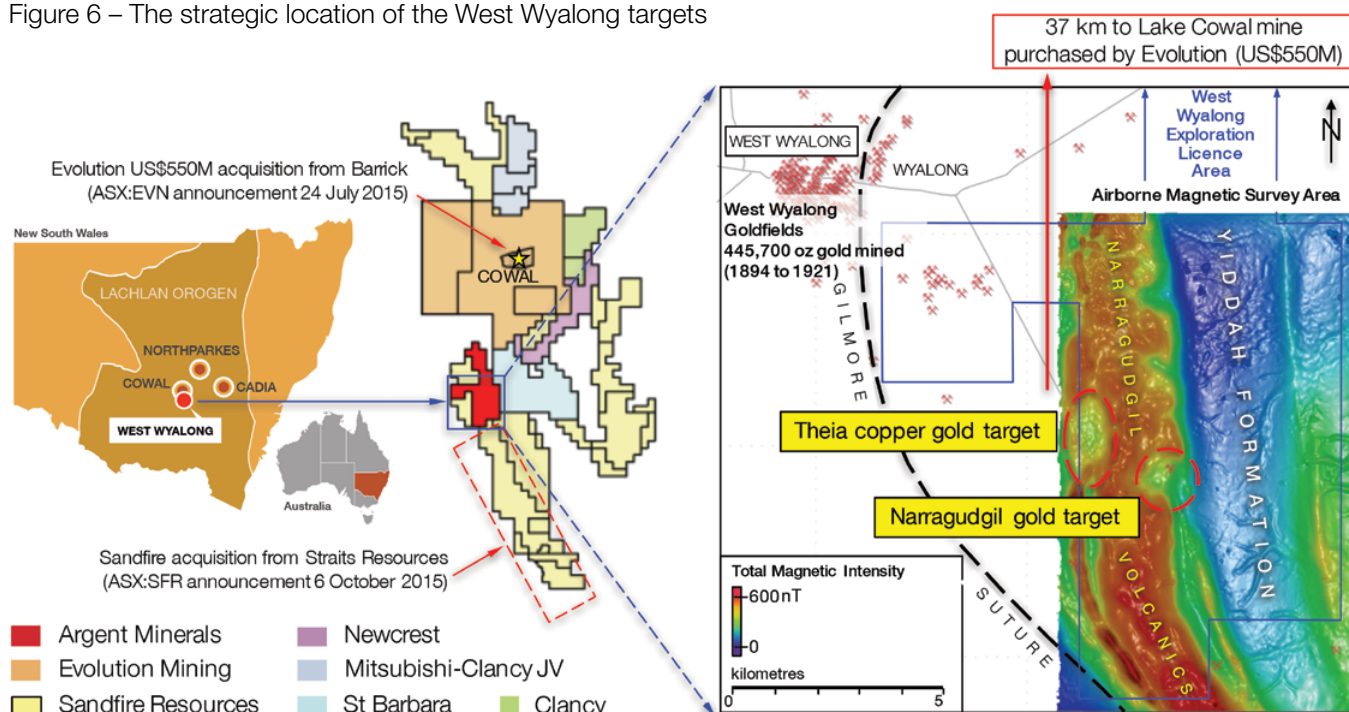 Figure 6 – The strategic location of the West Wyalong targets
37 km to Lake Cowal mine
purchased by Evolution (US$550M)
Evolution US$550M acquisition from Barrick
(ASX:EVN announcement 24 July 2015)
New South Wales
LACHLAN OROGEN
NORTHPARKES
COWAL
CADIA
WEST WYALONG
Australia
COWAL
Sandfire acquisition from Straits Resources
(ASX:SFR announcement 6 October 2015)
Argent Minerals
Evolution Mining
Sandfire Resources
Newcrest
Mitsubishi-Clancy JV
St Barbara
Clancy
WEST WYALONG
WYALONG
West Wyalong
Goldfields
445,700 oz gold mined
(1894 to 1921)
West
Wyalong
Exploration
Licence
Area
N
Airborne Magnetic Survey Area
GILMORE
SUTURE
NARRAGUDGIL
VOLCANICS
YIDDAH FORMATION
Theia copper gold target
Narragudgil gold target
Total Magnetic Intensity
600nT
0
kilometres
0
5